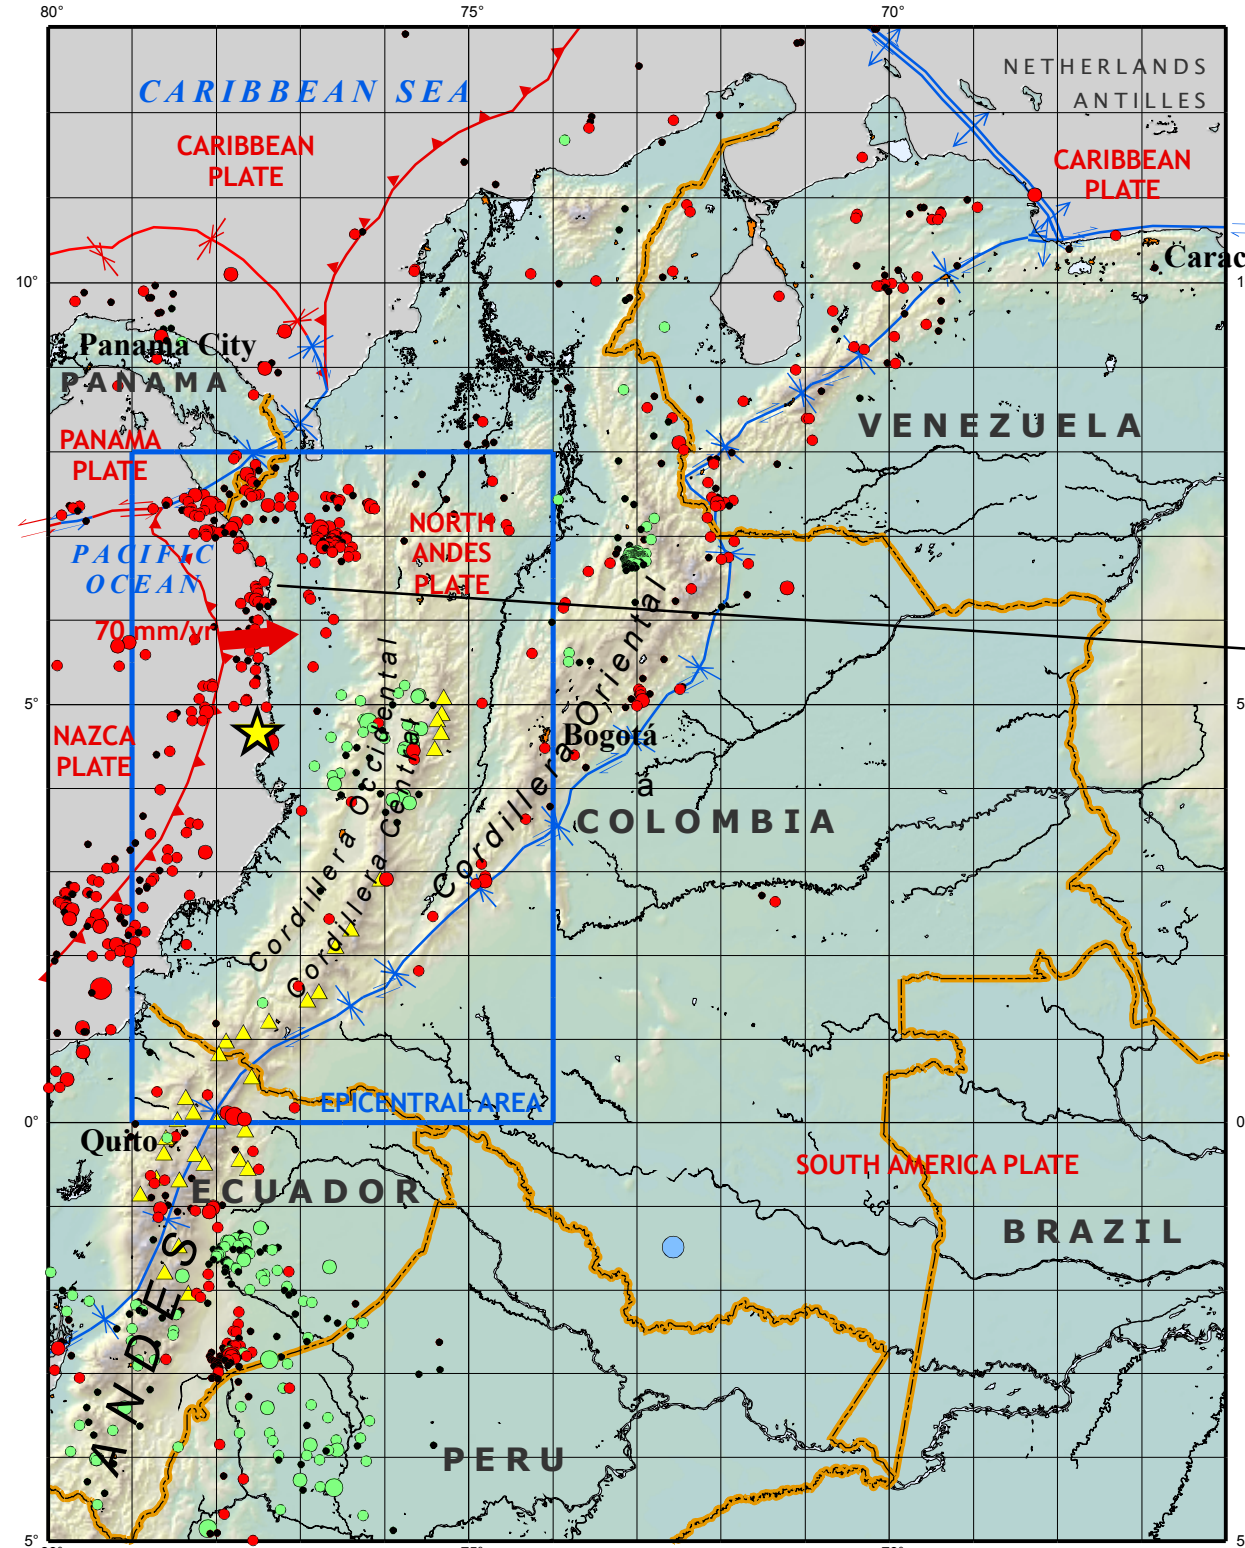 80°
75°
70°
CARIBBEAN SEA
NETHERLANDS
ANTILLES
CARIBBEAN
PLATE
CARIBBEAN
PLATE
Carac
10°
1
Panama City
PANAMA
VENEZUELA
PANAMA
PLATE
NORTH
ANDES
PLATE
PACIFIC
OCEAN
70 mm/yr
Cordillera Occidental
Cordillera Central
Cordillera Oriental
5°
5
NAZCA
PLATE
Bogotá
á
COLOMBIA
EPICENTRAL AREA
0°
0
Quito
SOUTH AMERICA PLATE
ECUADOR
BRAZIL
ANDES
PERU
5°
5